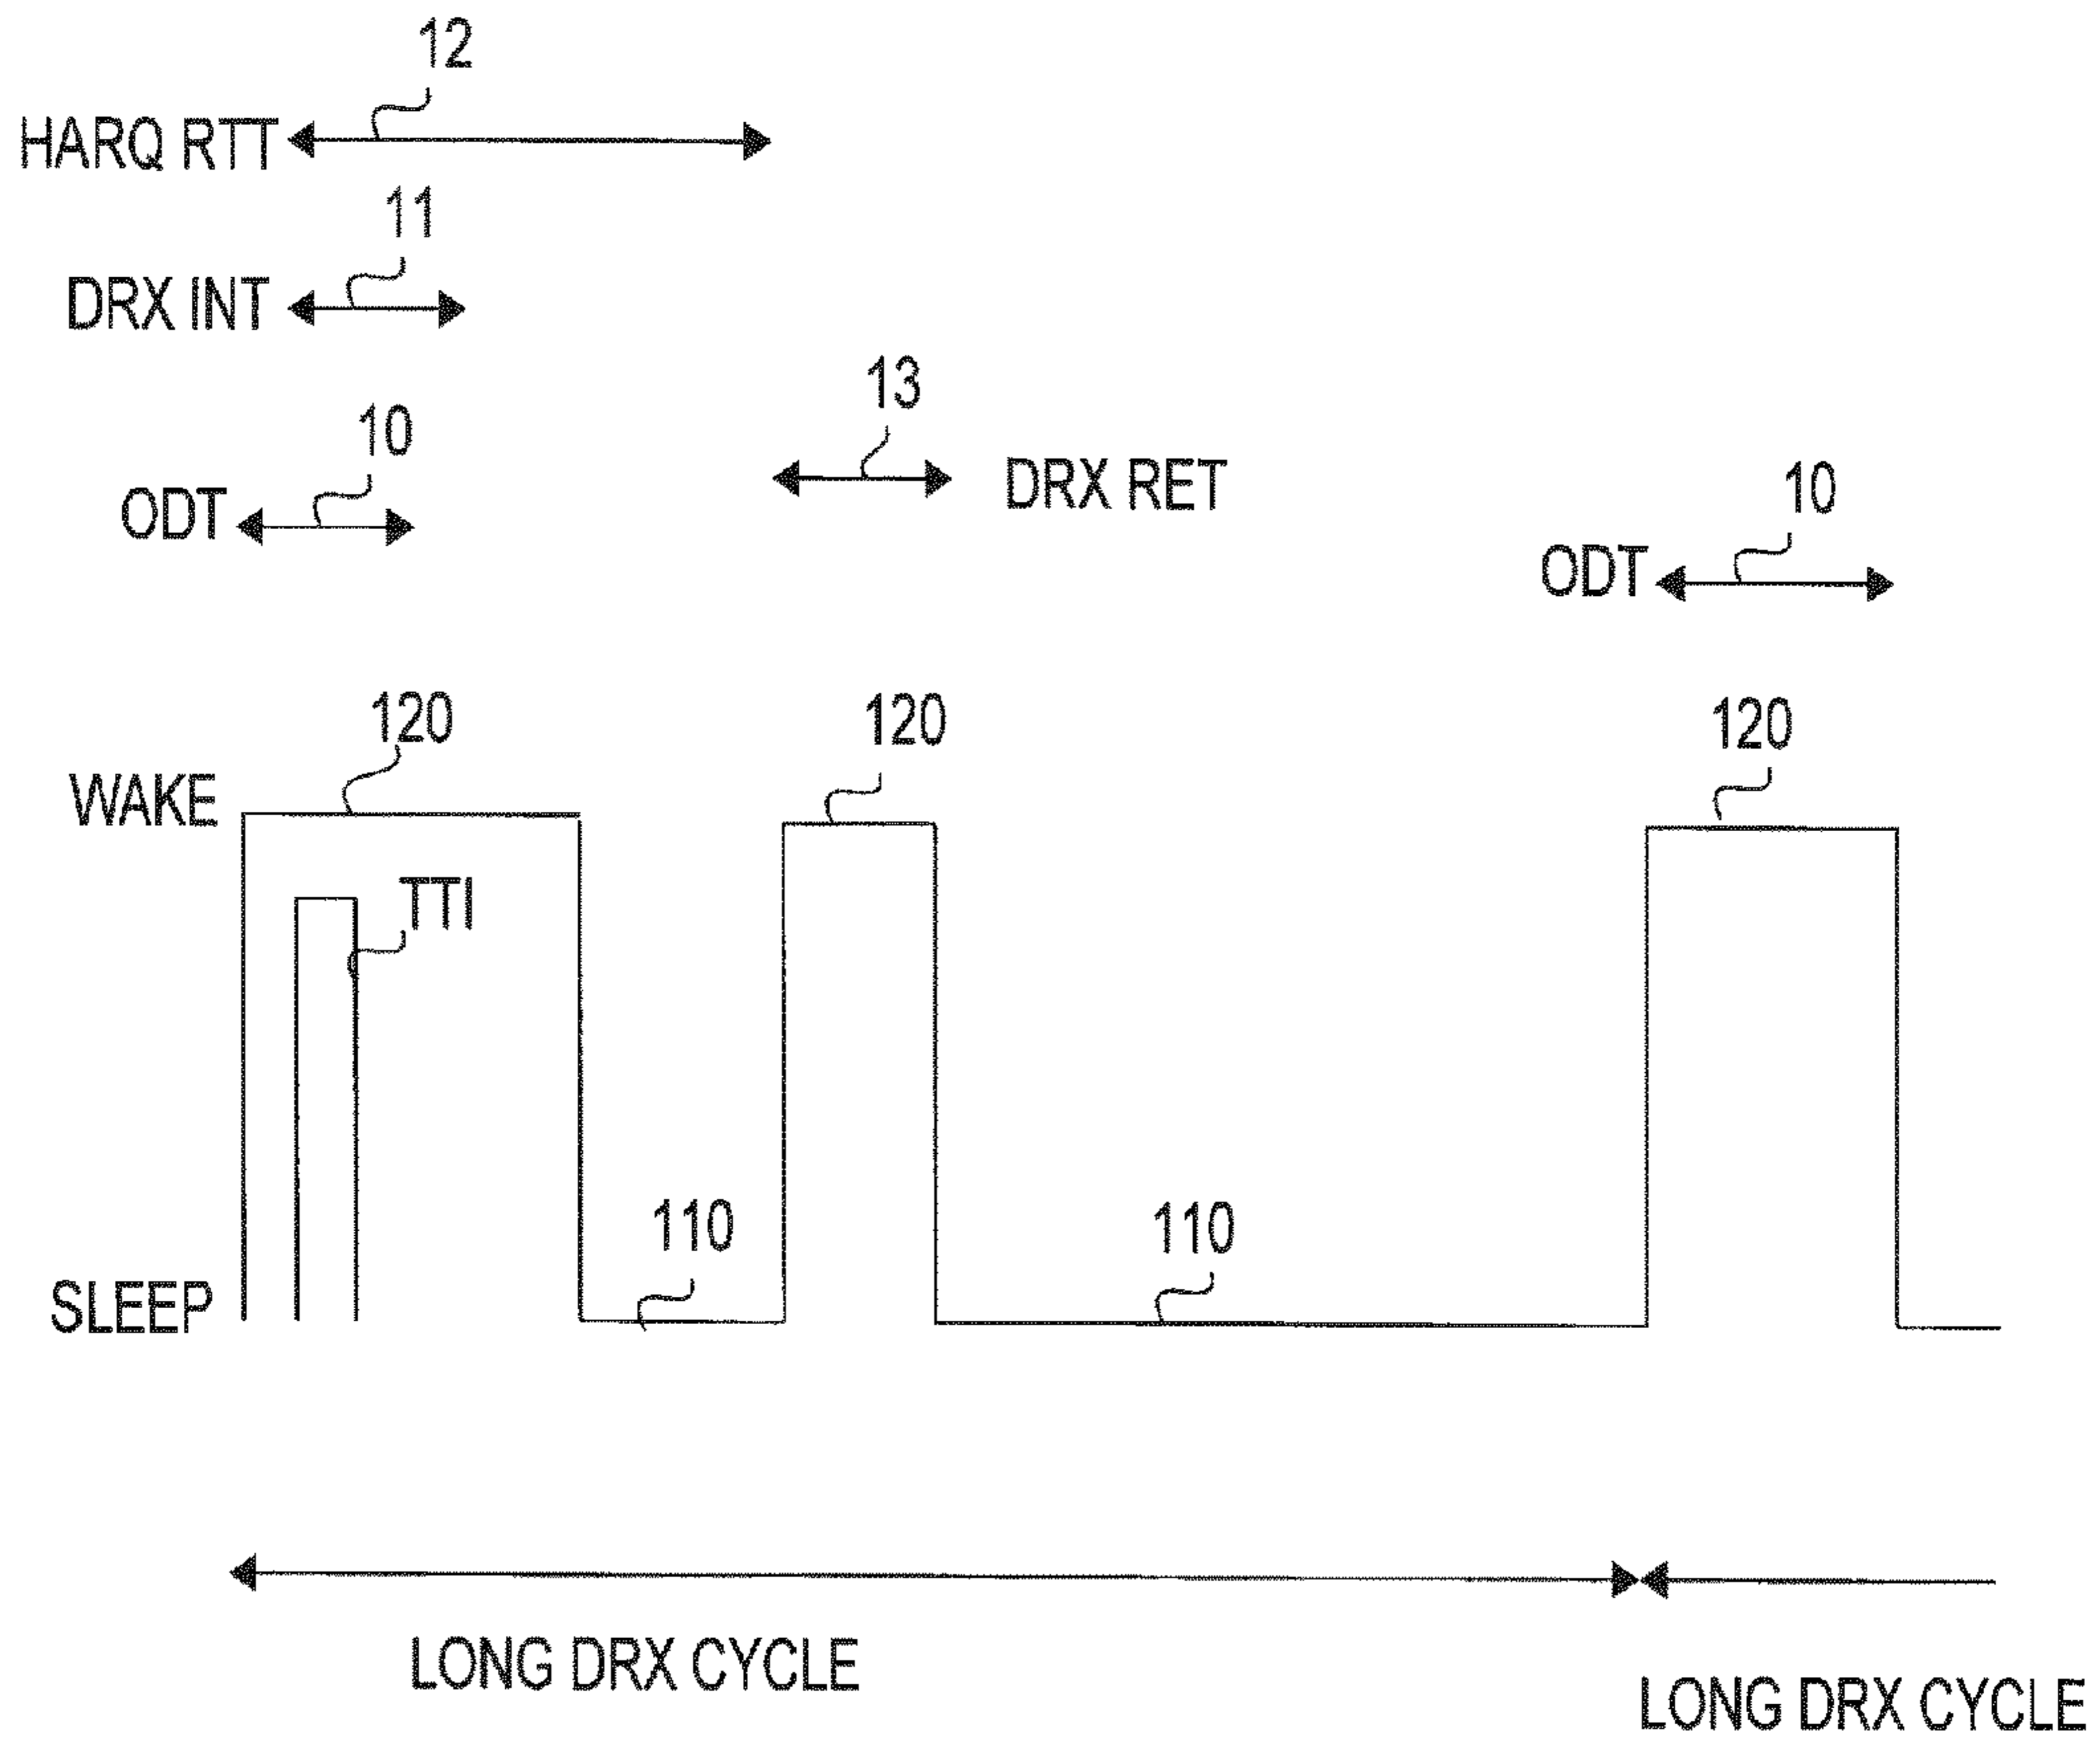 12
HARQ RTT
11
DRX INT
13
10
DRX RET
10
ODT
ODT
120
120
120
WAKE
TTI
110
110
SLEEP
LONG DRX CYCLE
LONG DRX CYCLE